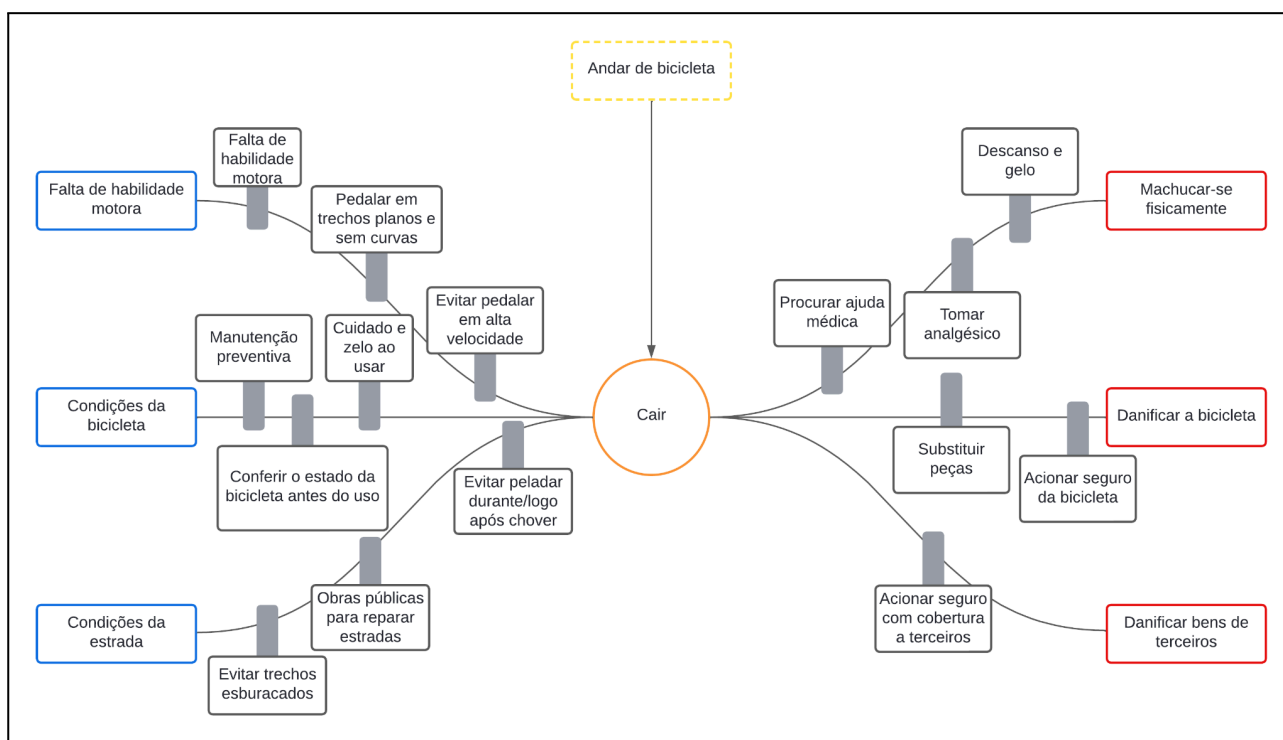 Andar de bicicleta
Falta de
habilidade
motora
Descanso e
gelo
Falta de habilidade
motora
Pedalar em
trechos planos e
sem curvas
Machucar-se
fisicamente
Evitar pedalar
em alta
velocidade
Procurar ajuda
médica
Tomar
analgésico
Manutenção
preventiva
Cuidado e
zelo ao
usar
Condições da
bicicleta
Cair
Danificar a bicicleta
Conferir o estado da
bicicleta antes do uso
Evitar peladar
durante/logo
após chover
Substituir
peças
Acionar seguro
da bicicleta
Condições da
estrada
Obras públicas
para reparar
estradas
Acionar seguro
com cobertura
a terceiros
Danificar bens de
terceiros
Evitar trechos
esburacados